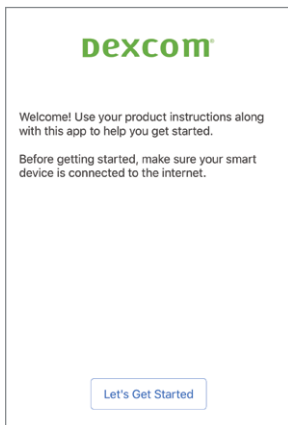 Dexcom
Welcome! Use your product instructions along
with this app to help you get started.
Before getting started, make sure your smart
device is connected to the internet.
Let's Get Started